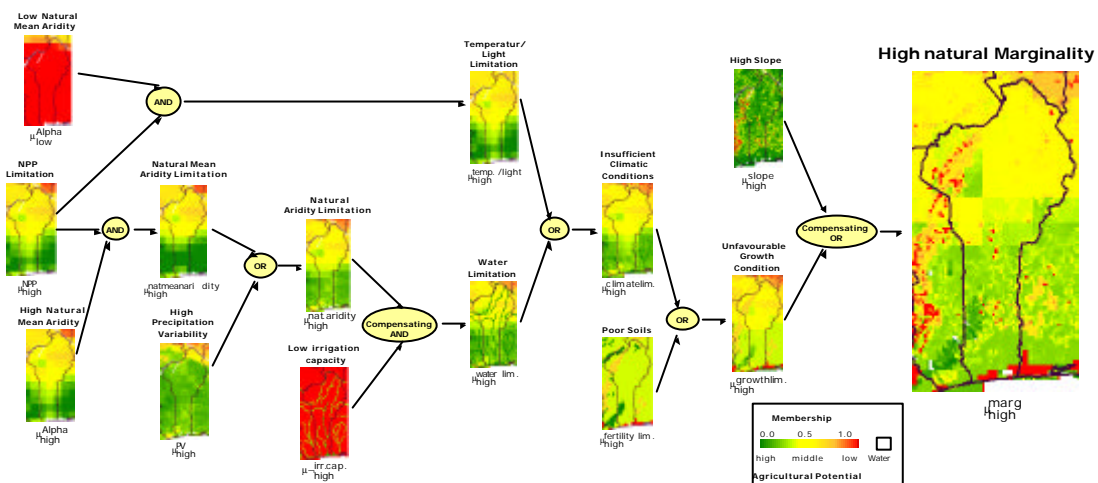 Low Natural
Mean Aridity
μAlpha
low
AND
NPP
Limitation
μNPP
high
AND
High Natural
Mean Aridity
μAlpha
high
Natural Mean
Aridity Limitation
μnatmeanari dity
high
OR
High
Precipitation
Variability
μPV
high
Natural
Aridity Limitation
μnat aridity
high
Low irrigation
capacity
μ¬irr.cap.
high
Compensating
AND
Temperatur/
Light
Limitation
μtemp. /light
high
Water
Limitation
μwater lim.
high
OR
Insufficient
Climatic
Conditions
μclimatelim.
high
Poor Soils
μfertility lim.
high
OR
High Slope
μslope
high
Unfavourable
Growth
Condition
μgrowthlim.
high
Compensating
OR
High natural Marginality
μmarg
high
Membership
0.0 0.5 1.0
high middle low Water
Agricultural Potential